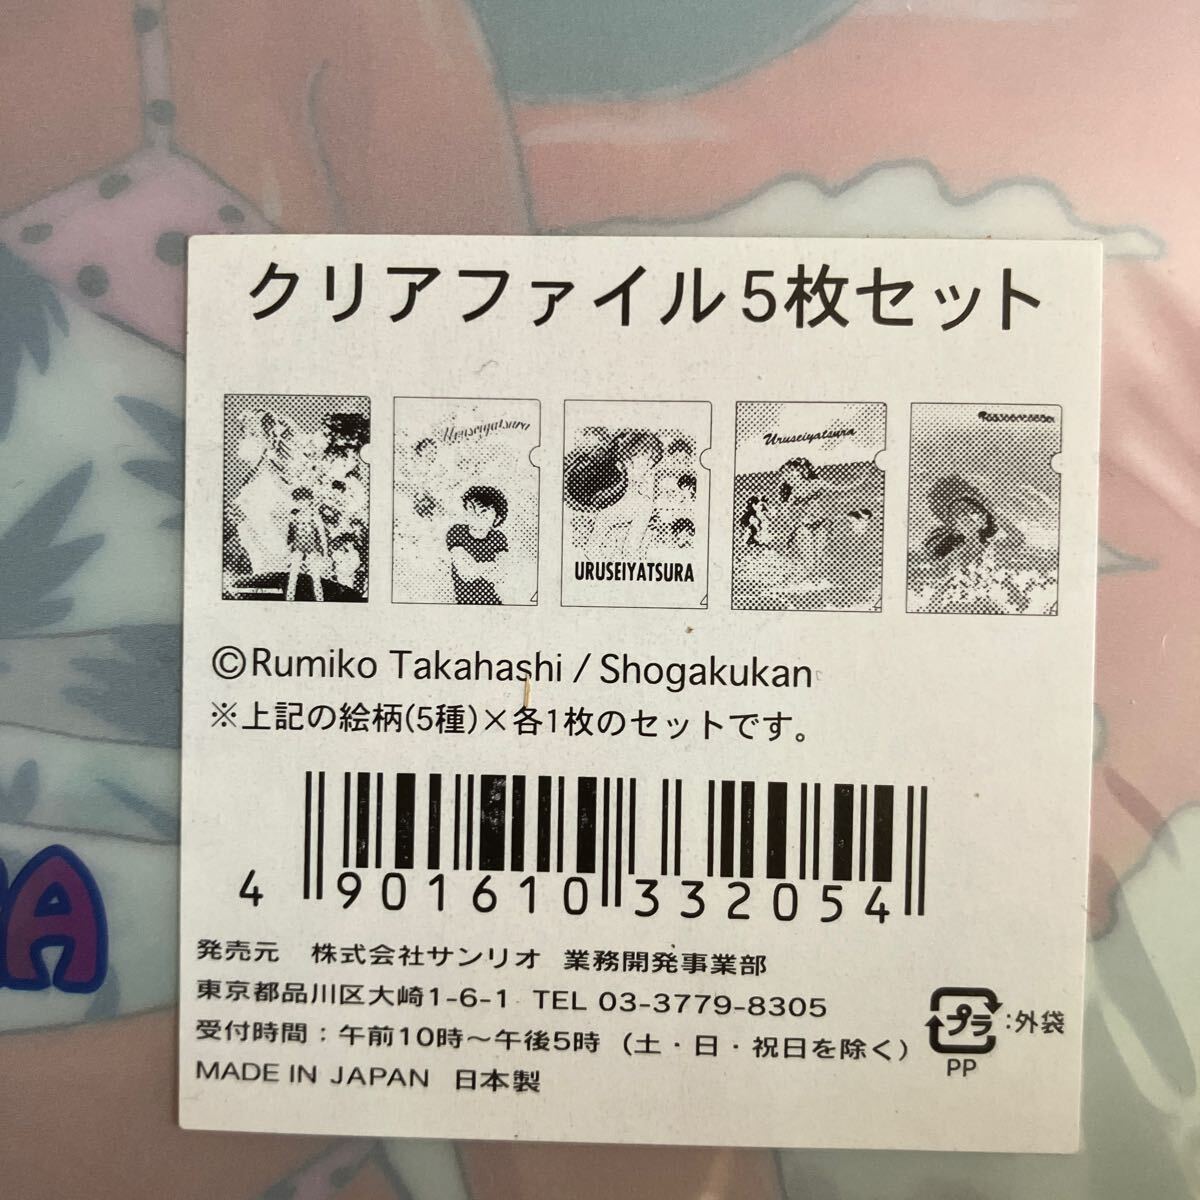 クリアファイル5枚セット
Uruseiyatsura
URUSEIYATSURA
Uruseiyatsura
©Rumiko Takahashi / Shogakukan
※上記の絵柄(5種)×各1枚のセットです。
4 901610 332054
発売元 株式会社サンリオ 業務開発事業部
東京都品川区大崎1-6-1 TEL 03-3779-8305
受付時間：午前10時～午後5時 (土・日・祝日を除く)
MADE IN JAPAN 日本製
プラ :外袋
PP
A